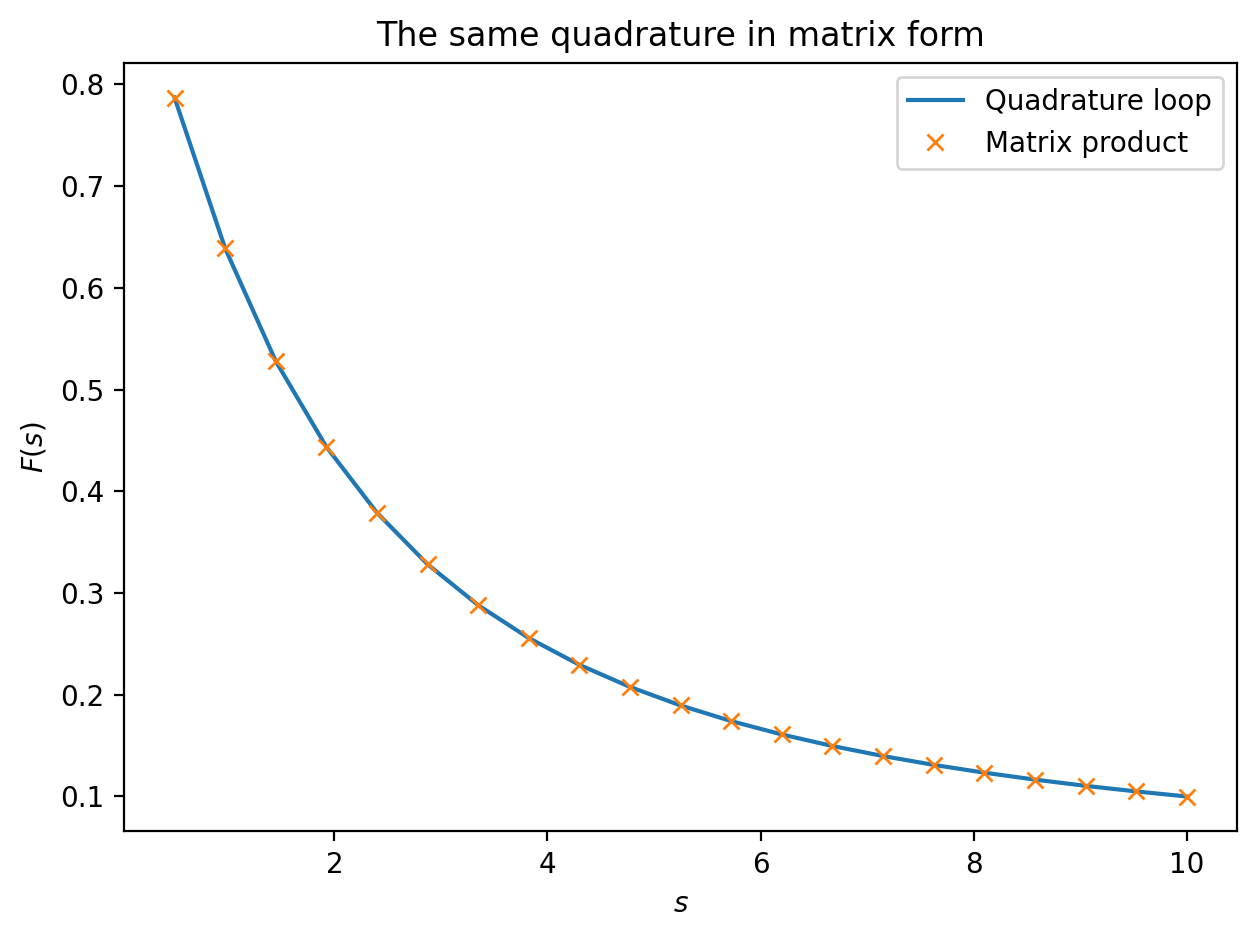 The same quadrature in matrix form
Quadrature loop
Matrix product
0.8
0.7
0.6
0.5
0.4
0.3
0.2
0.1
F(s)
2 4 6 8 10
s